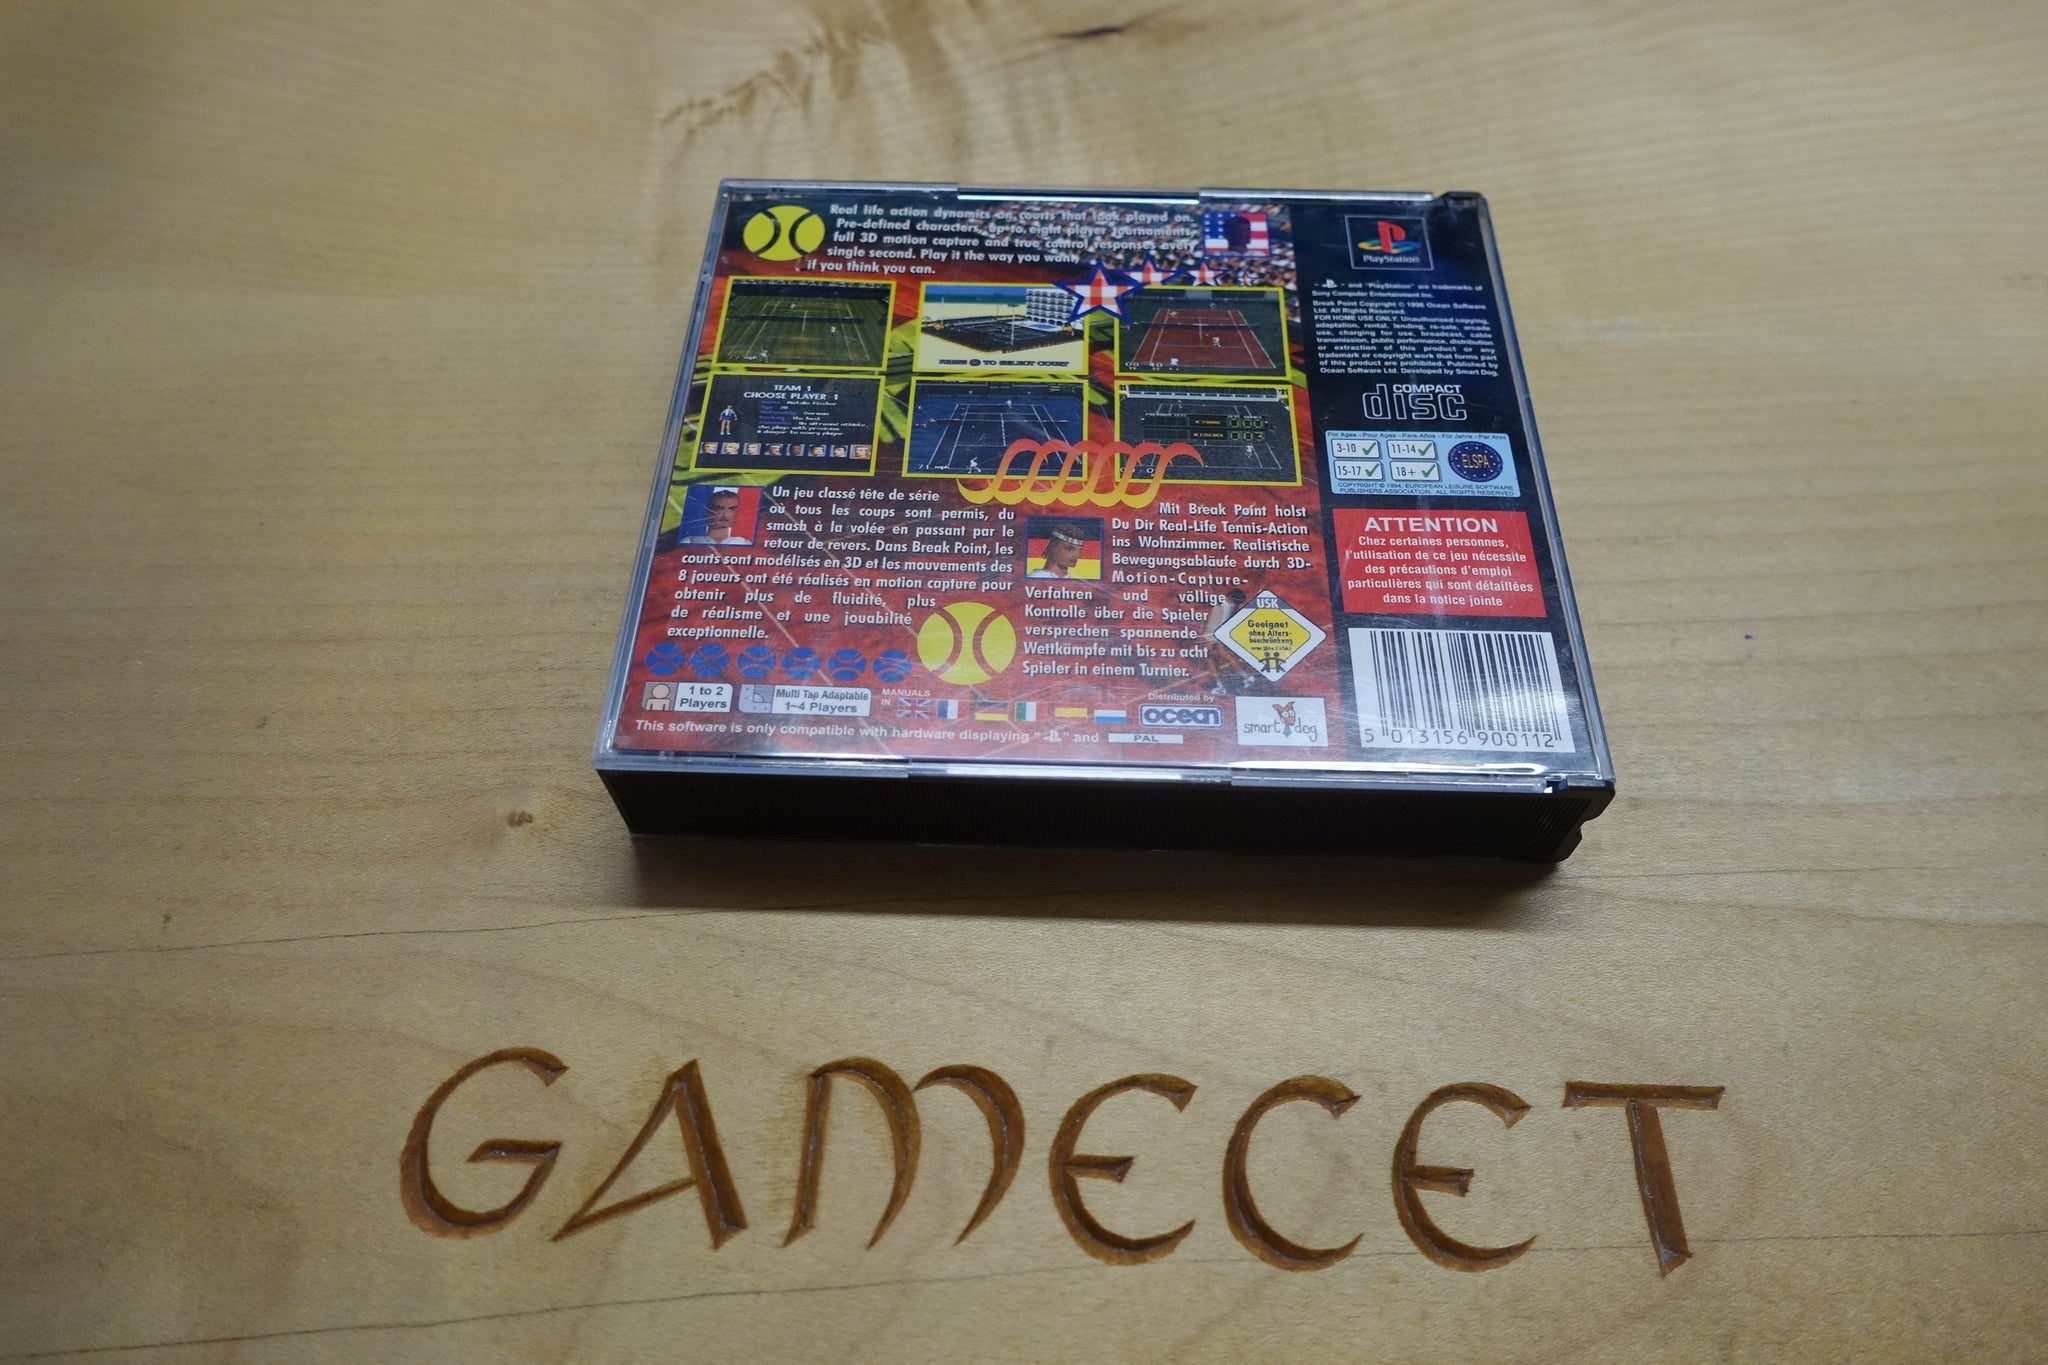 Real life action dynamics on courts that look played on.
Pre-defined characters, up to eight player tournaments,
full 3D motion capture and true control responses every
single second. Play it the way you want,
if you think you can.
TO SELECT COURT
TEAM 1
CHOOSE PLAYER 1
Un jeu classé tête de série
où tous les coups sont permis, du
smash à la volée en passant par le
retour de revers. Dans Break Point, les
courts sont modélisés en 3D et les mouvements des
8 joueurs ont été réalisés en motion capture pour
obtenir plus de fluidité, plus
de réalisme et une jouabilité
exceptionnelle.
Mit Break Point holst
Du Dir Real-Life Tennis-Action
ins Wohnzimmer. Realistische
Bewegungsabläufe durch 3D-
Motion-Capture-
Verfahren und völlige
Kontrolle über die Spieler
versprechen spannende
Wettkämpfe mit bis zu acht
Spieler in einem Turnier.
USK
Geeignet
ohne Alters-
beschränkung
1 to 2
Players
Multi Tap Adaptable
1~4 Players
MANUALS
IN
Distributed by
ocean
smart dog
This software is only compatible with hardware displaying " " and PAL
PlayStation
" " and "PlayStation" are trademarks of
Sony Computer Entertainment Inc.
Break Point Copyright © 1996 Ocean Software
Ltd. All Rights Reserved.
FOR HOME USE ONLY. Unauthorised copying,
adaptation, rental, lending, re-sale, arcade
use, charging for use, broadcast, cable
transmission, public performance, distribution
or extraction of this product or any
trademark or copyright work that forms part
of this product are prohibited. Published by
Ocean Software Ltd. Developed by Smart Dog.
COMPACT
disc
For Ages - Pour Ages - Para Años - Für Jahre - Per Anni
3-10 11-14
15-17 18+
ELSPA
COPYRIGHT © 1994, EUROPEAN LEISURE SOFTWARE
PUBLISHERS ASSOCIATION. ALL RIGHTS RESERVED
ATTENTION
Chez certaines personnes,
l'utilisation de ce jeu nécessite
des précautions d'emploi
particulières qui sont détaillées
dans la notice jointe
5 013156 900112
GAMECET